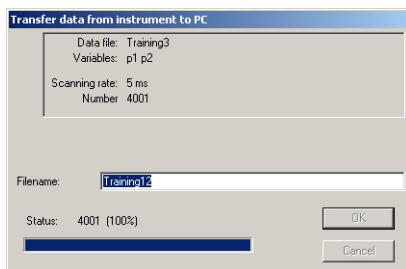 Transfer data from instrument to PC
Data file: Training3
Variables: p1 p2
Scanning rate: 5 ms
Number 4001
Filename: Training12
Status: 4001 (100%)
OK
Cancel